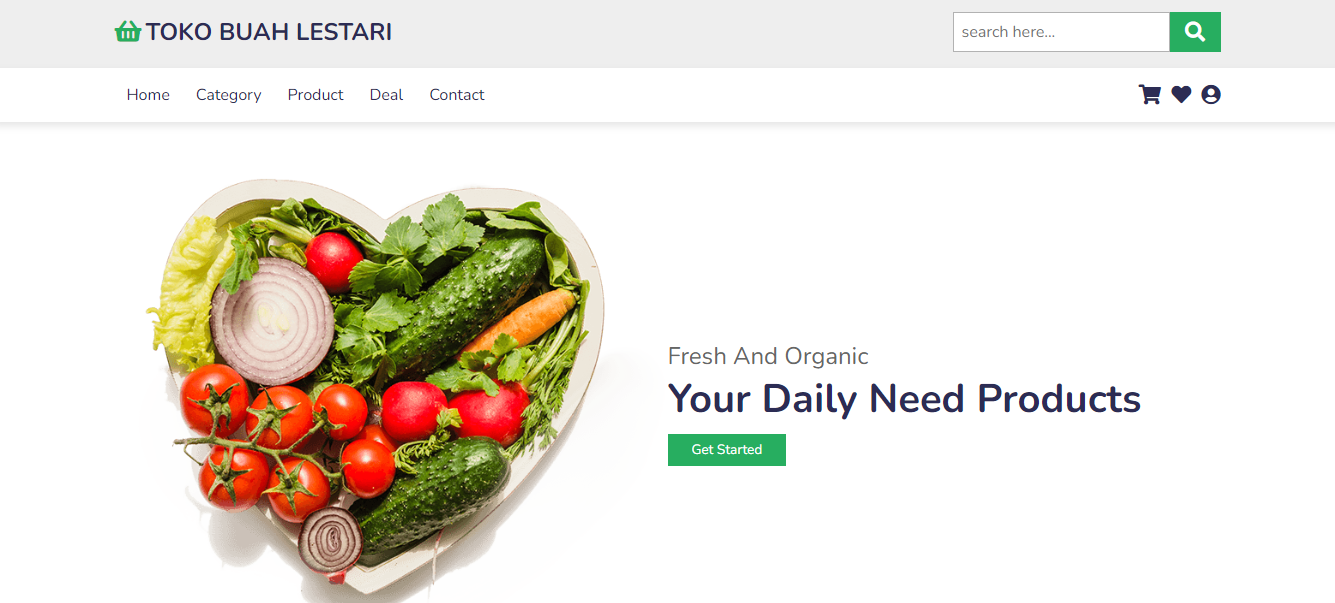 TOKO BUAH LESTARI
search here...
Home Category Product Deal Contact
Fresh And Organic
Your Daily Need Products
Get Started